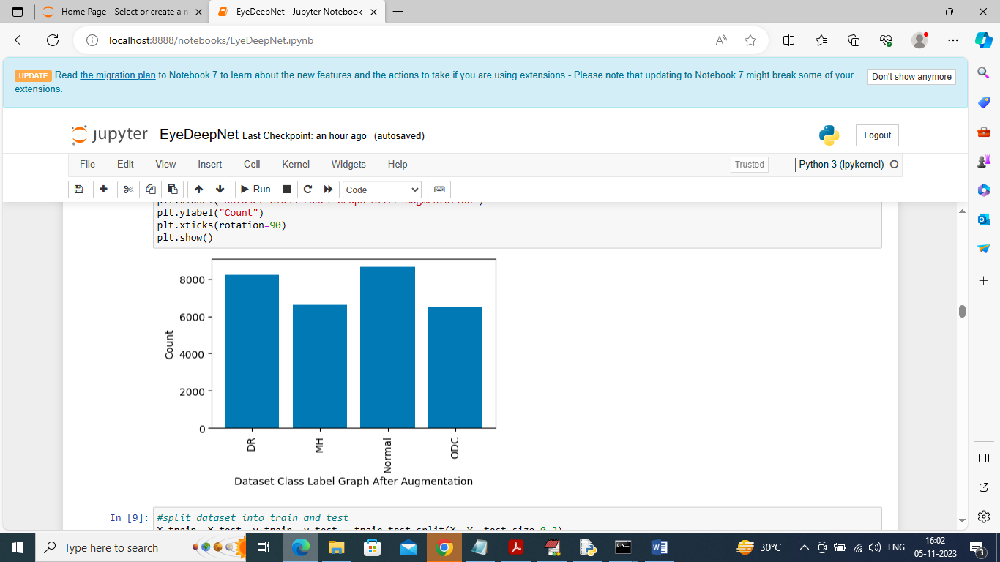 Home Page - Select or create a n
EyeDeepNet - Jupyter Notebook
localhost:8888/notebooks/EyeDeepNet.ipynb
UPDATE Read the migration plan to Notebook 7 to learn about the new features and the actions to take if you are using extensions - Please note that updating to Notebook 7 might break some of your
extensions.
Don't show anymore
jupyter EyeDeepNet Last Checkpoint: an hour ago (autosaved)
Logout
File Edit View Insert Cell Kernel Widgets Help
Trusted
Python 3 (ipykernel)
Run
Code
plt.xlabel("Dataset Class Label Graph After Augmentation")
plt.ylabel("Count")
plt.xticks(rotation=90)
plt.show()
8000
6000
4000
2000
0
Count
DR
MH
Normal
ODC
Dataset Class Label Graph After Augmentation
In [9]: #split dataset into train and test
X_train, X_test, y_train, y_test = train_test_split(X, Y, test_size=0.2)
Type here to search
30°C
ENG
16:02
05-11-2023
3